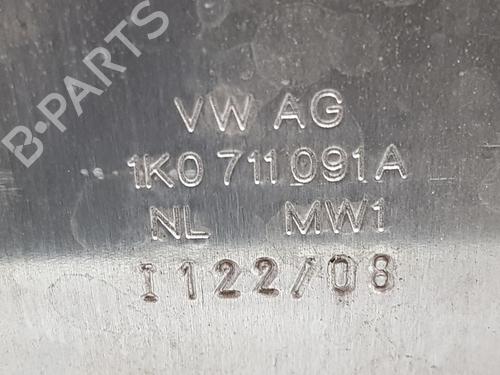 B-PARTS
VW AG
1K0 711 091 A
NL MW1
I 122/08